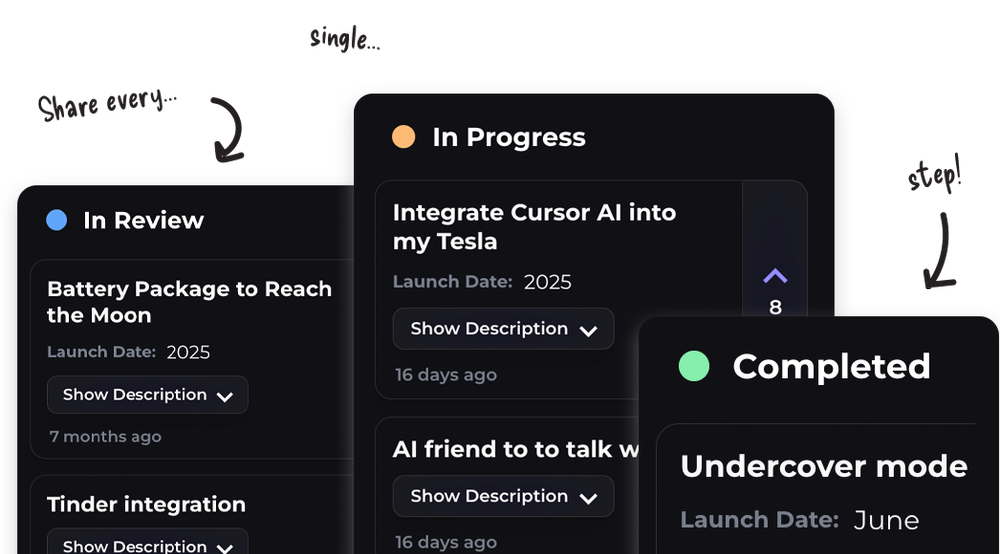 Share every...
single...
step!
In Review
Battery Package to Reach
the Moon
Launch Date: 2025
Show Description
7 months ago
Tinder integration
Show Description
In Progress
Integrate Cursor AI into
my Tesla
Launch Date: 2025
Show Description
16 days ago
8
AI friend to to talk w
Show Description
16 days ago
Completed
Undercover mode
Launch Date: June